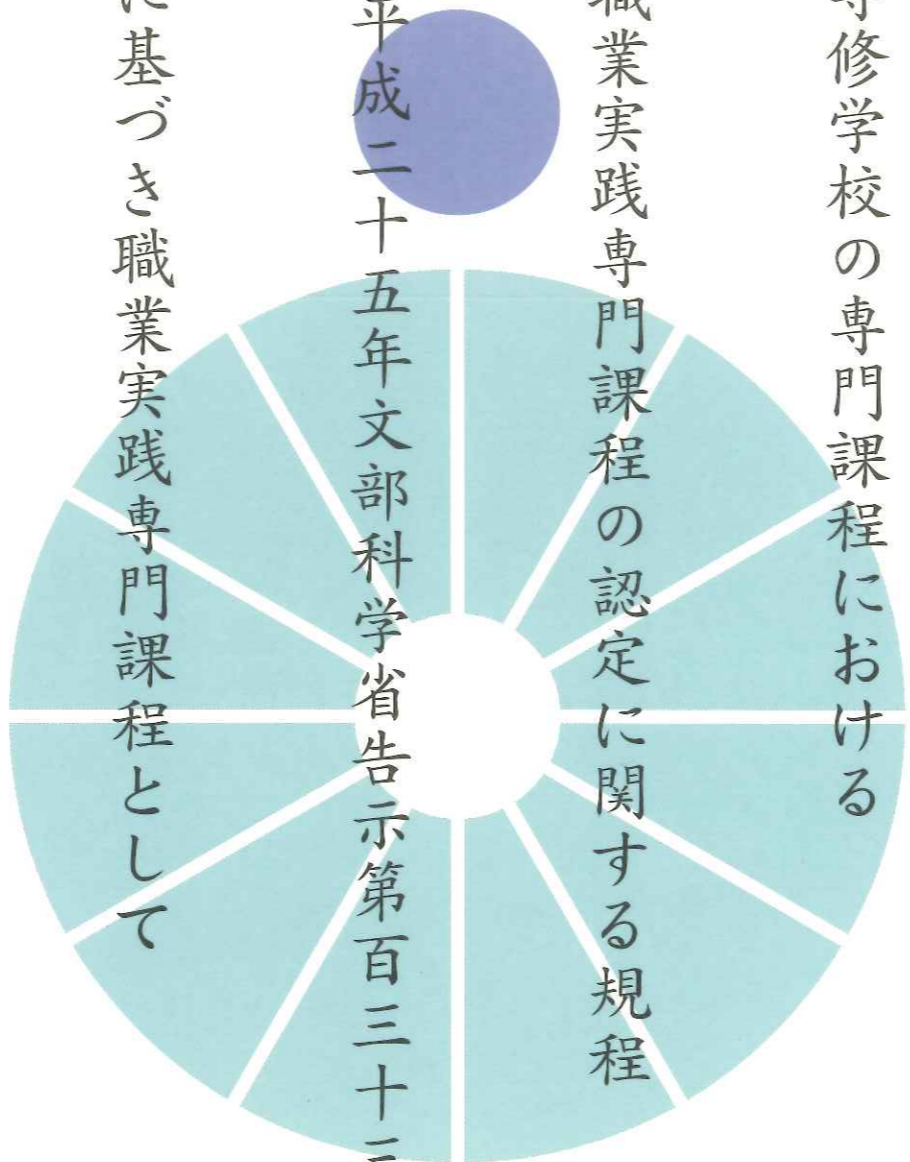 専修学校の専門課程における
職業実践専門課程の認定に関する規程
平成二十五年文部科学省告示第百三十三
に基づき職業実践専門課程として